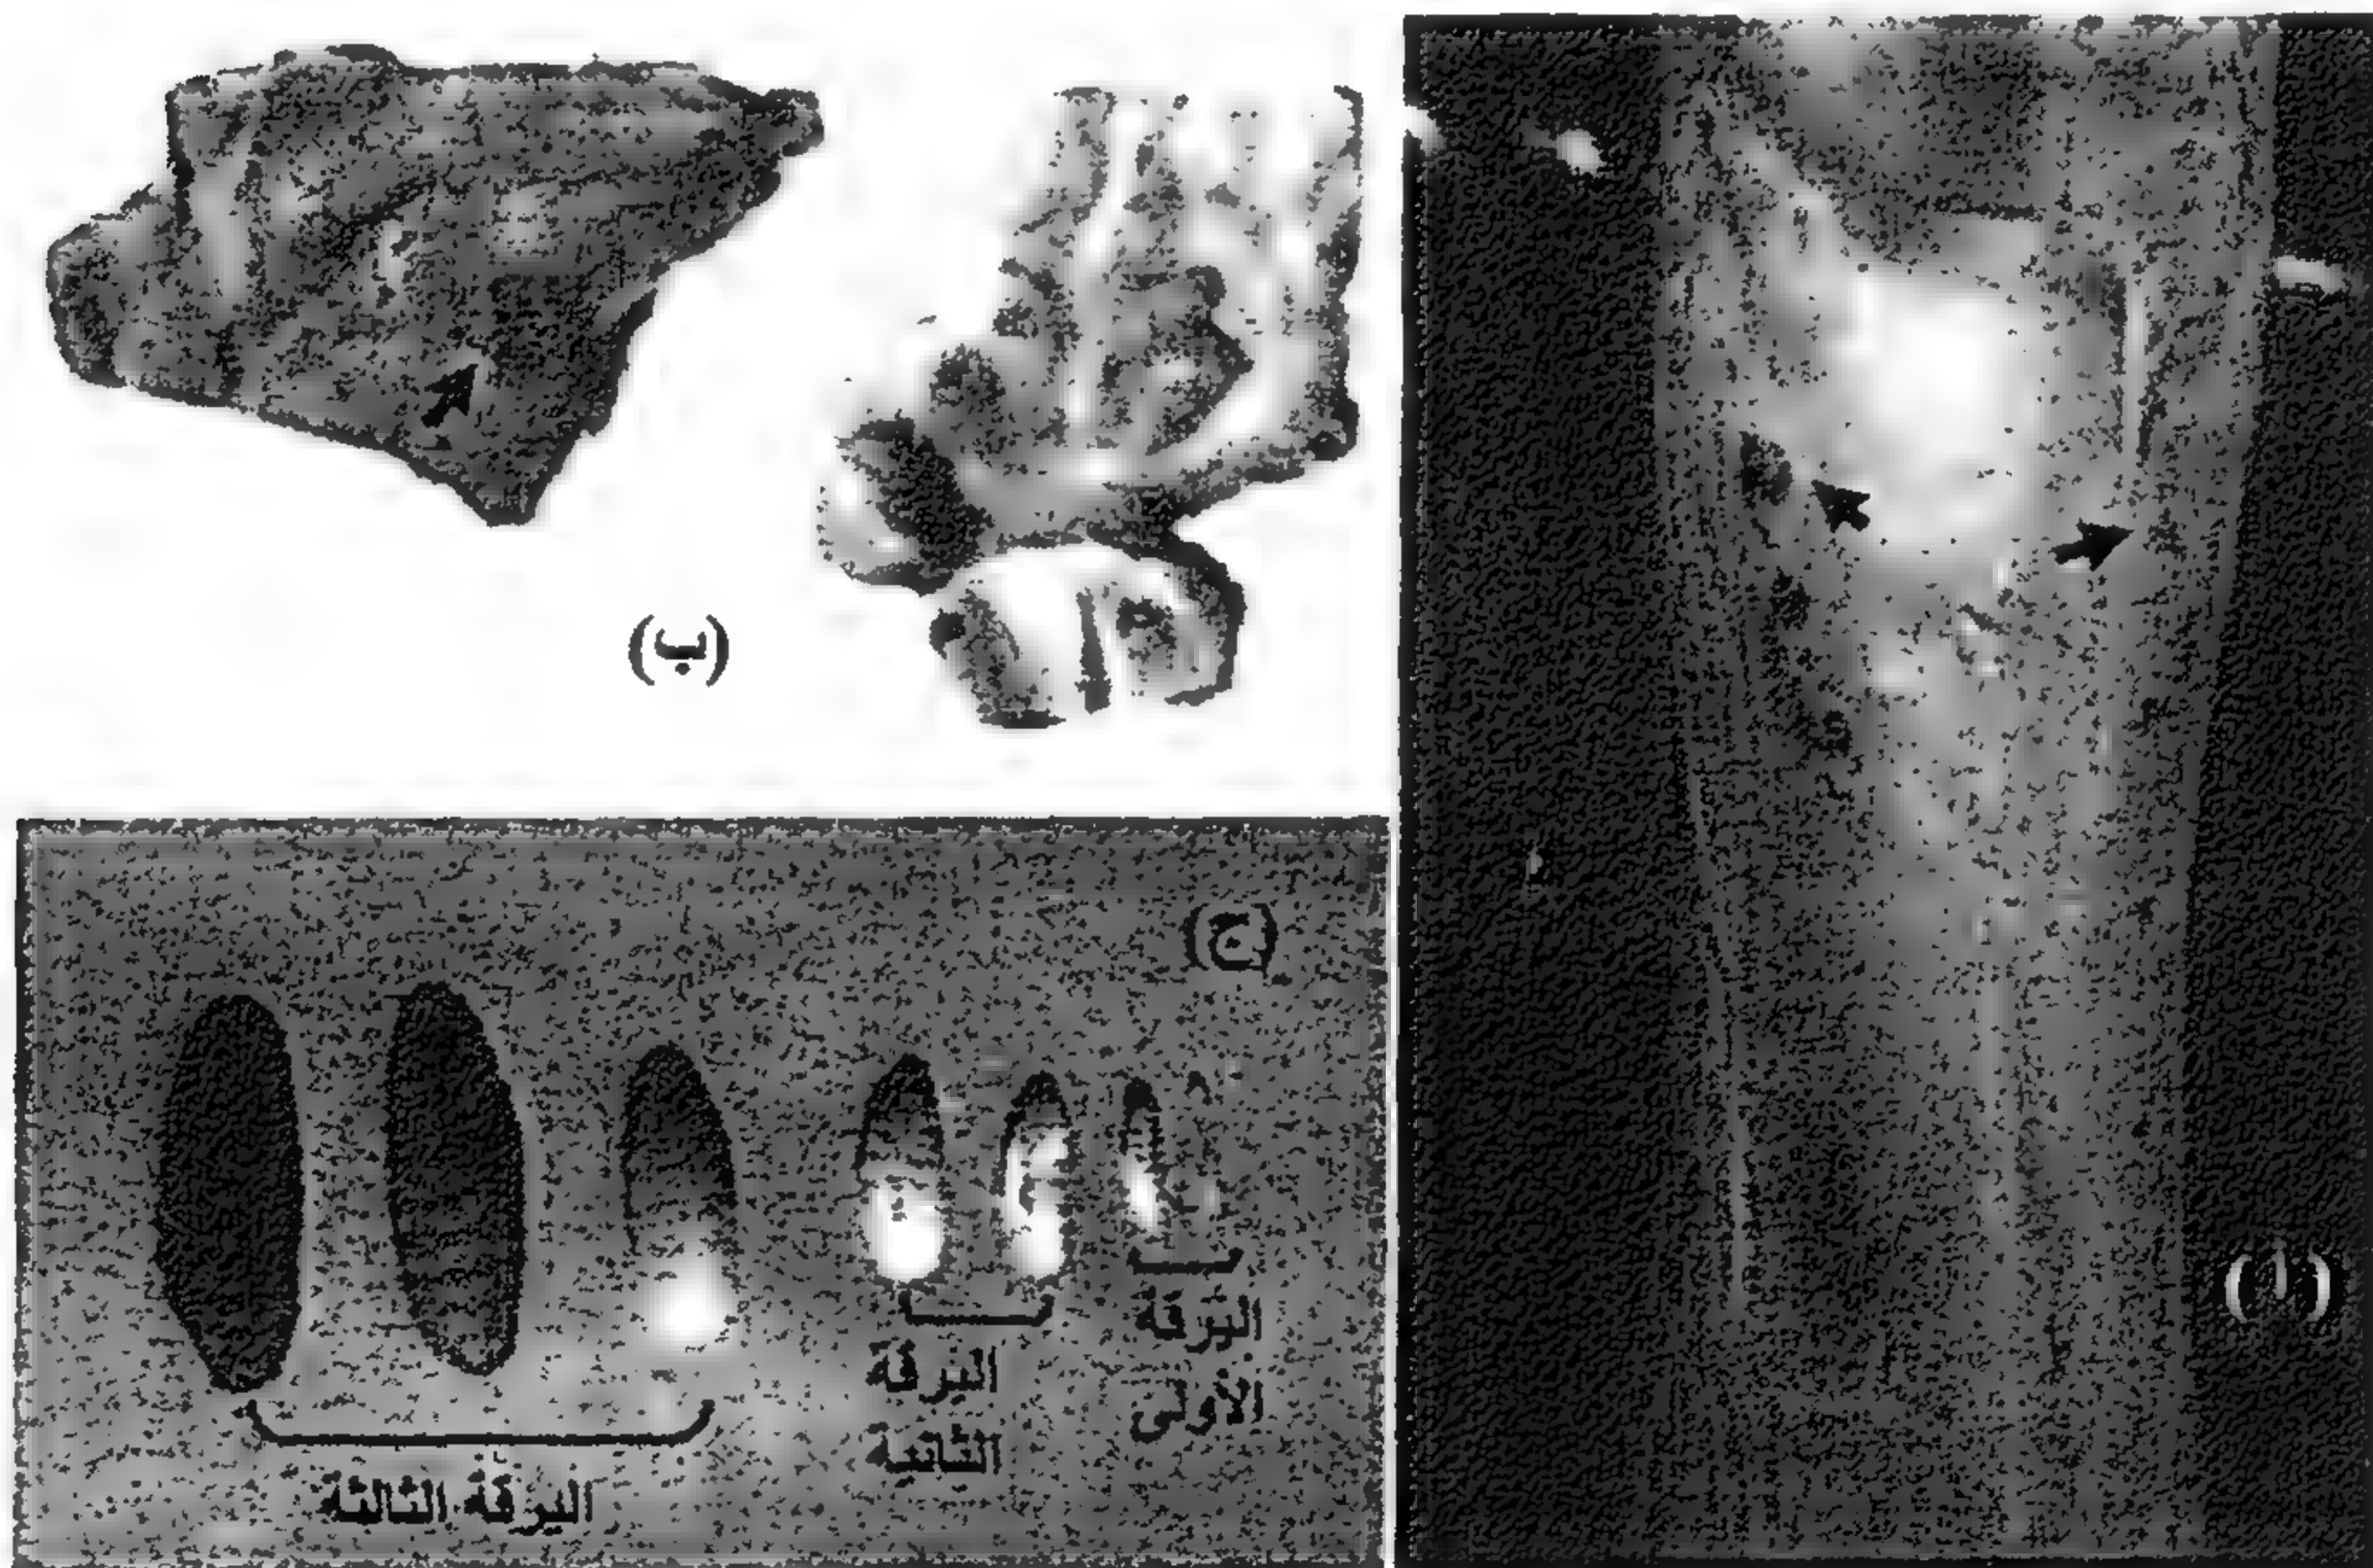 (أ)
(ب)
(ج)
اليرقة
الأولى
اليرقة
الثانية
اليرقة الثالثة